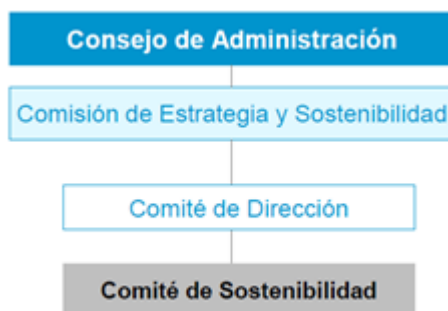 Consejo de Administración
Comisión de Estrategia y Sostenibilidad
Comité de Dirección
Comité de Sostenibilidad